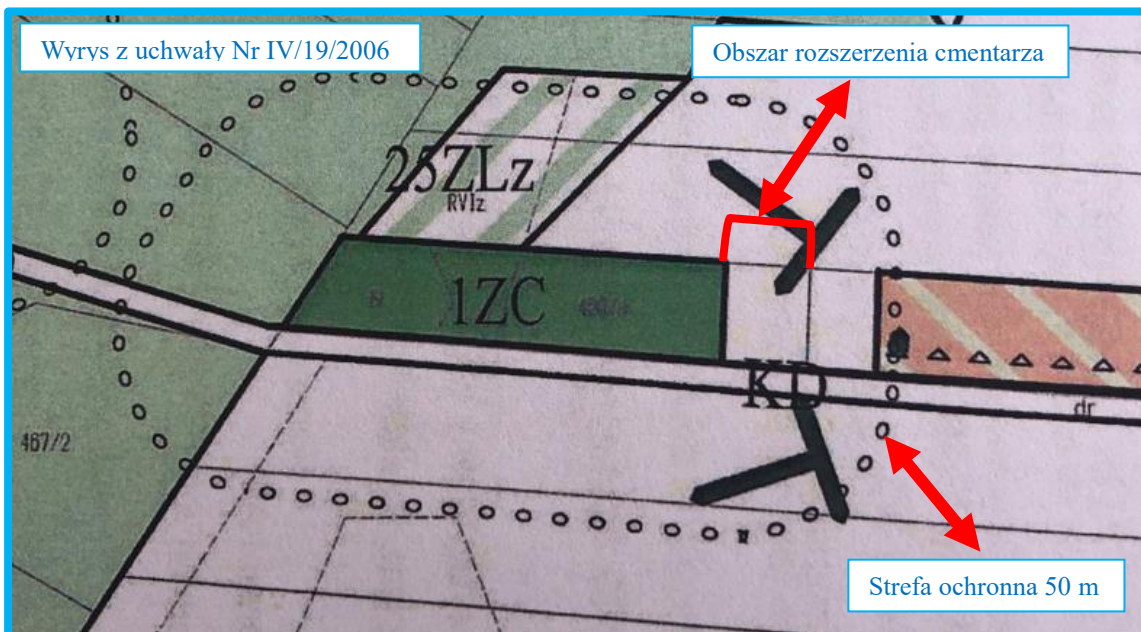 Wyrys z uchwały Nr IV/19/2006
Obszar rozszerzenia cmentarza
25ZLz
RVIz
1ZC
KD
dr
467/2
Strefa ochronna 50 m